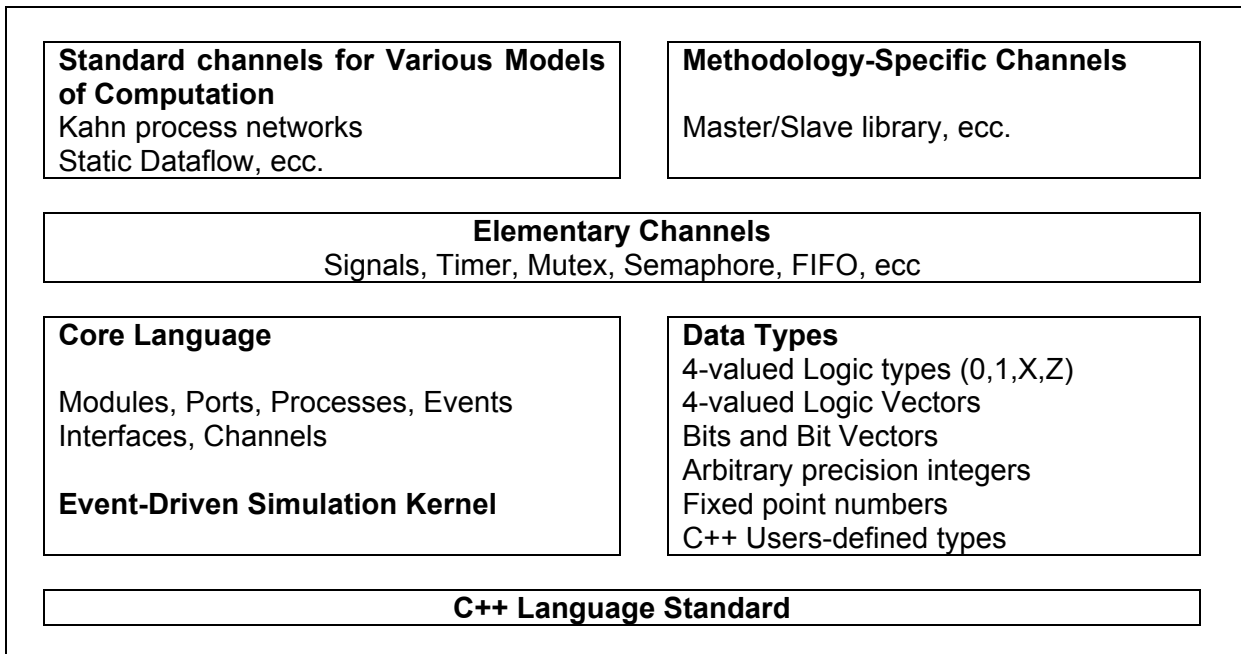 Standard channels for Various Models
of Computation
Kahn process networks
Static Dataflow, ecc.
Methodology-Specific Channels
Master/Slave library, ecc.
Elementary Channels
Signals, Timer, Mutex, Semaphore, FIFO, ecc
Core Language
Modules, Ports, Processes, Events
Interfaces, Channels
Event-Driven Simulation Kernel
Data Types
4-valued Logic types (0,1,X,Z)
4-valued Logic Vectors
Bits and Bit Vectors
Arbitrary precision integers
Fixed point numbers
C++ Users-defined types
C++ Language Standard